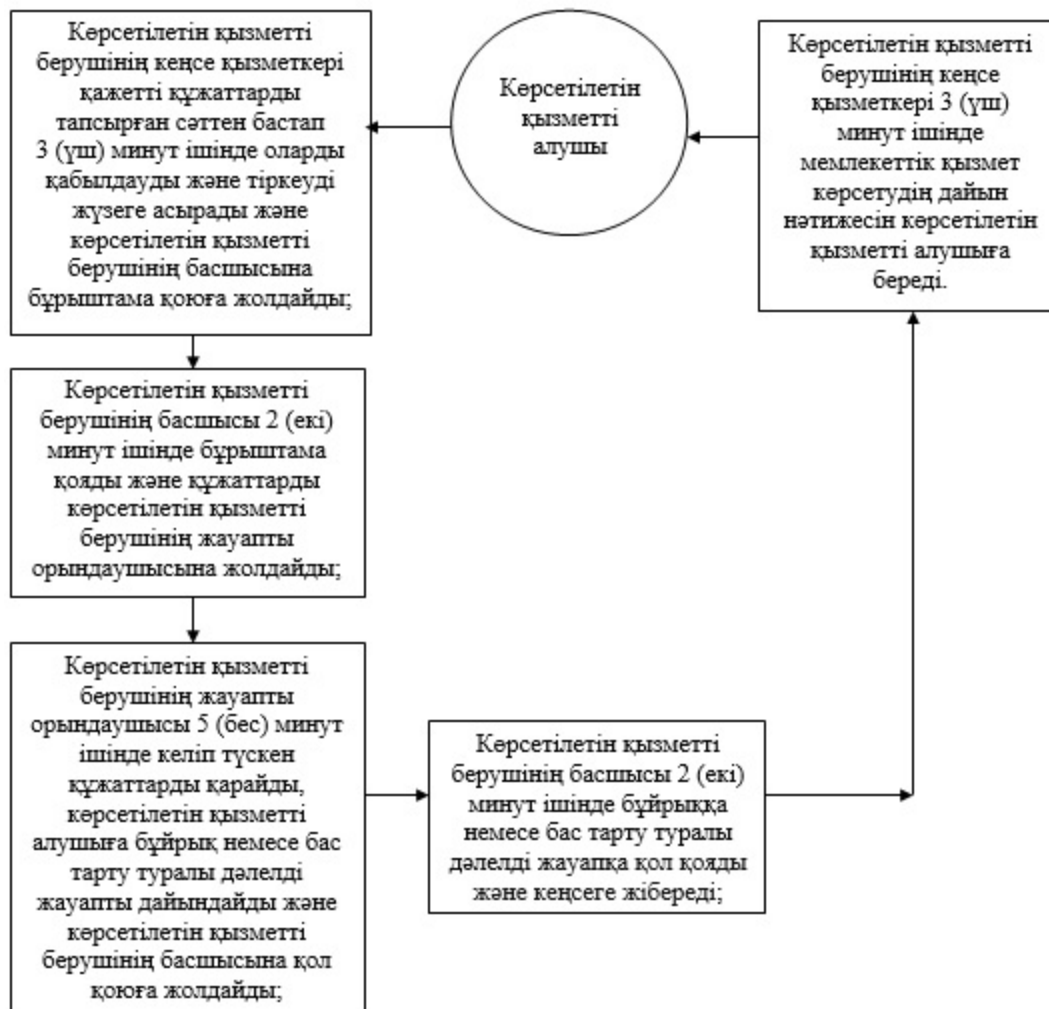 Көрсетілетін қызметті
берушінің кеңсе қызметкері
қажетті құжаттарды
тапсырған сәттен бастап
3 (үш) минут ішінде оларды
қабылдауды және тіркеуді
жүзеге асырады және
көрсетілетін қызметті
берушінің басшысына
бұрыштама қоюға жолдайды;
Көрсетілетін
қызметті
алушы
Көрсетілетін қызметті
берушінің кеңсе
қызметкері 3 (үш)
минут ішінде
мемлекеттік қызмет
көрсетудің дайын
нәтижесін көрсетілетін
қызметті алушыға
береді.
Көрсетілетін қызметті
берушінің басшысы 2 (екі)
минут ішінде бұрыштама
қояды және құжаттарды
көрсетілетін қызметті
берушінің жауапты
орындаушысына жолдайды;
Көрсетілетін қызметті
берушінің жауапты
орындаушысы 5 (бес) минут
ішінде келіп түскен
құжаттарды қарайды,
көрсетілетін қызметті
алушыға бұйрық немесе бас
тарту туралы дәлелді
жауапты дайындайды және
көрсетілетін қызметті
берушінің басшысына қол
қоюға жолдайды;
Көрсетілетін қызметті
берушінің басшысы 2 (екі)
минут ішінде бұйрыққа
немесе бас тарту туралы
дәлелді жауапқа қол қояды
және кеңсеге жібереді;